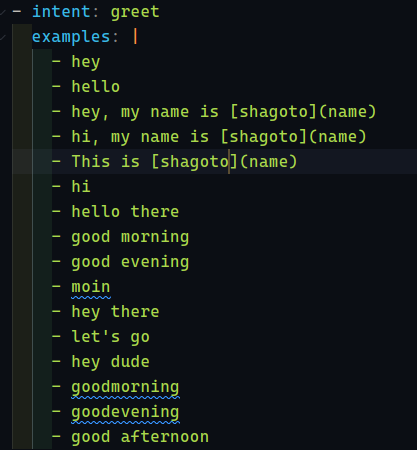 - intent: greet
examples: |
- hey
- hello
- hey, my name is [shagoto](name)
- hi, my name is [shagoto](name)
- This is [shagoto](name)
- hi
- hello there
- good morning
- good evening
- moin
- hey there
- let's go
- hey dude
- goodmorning
- goodevening
- good afternoon